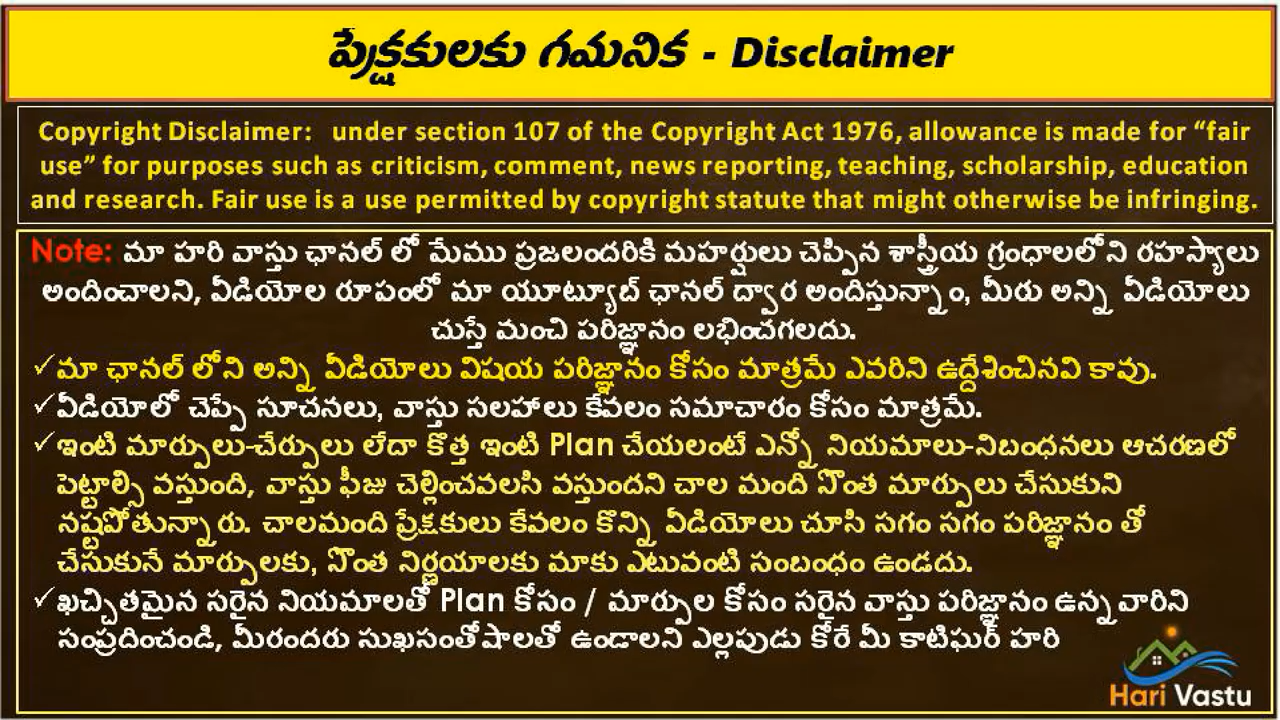 ప్రేక్షకులకు గమనిక - Disclaimer
Copyright Disclaimer: under section 107 of the Copyright Act 1976, allowance is made for “fair
use” for purposes such as criticism, comment, news reporting, teaching, scholarship, education
and research. Fair use is a use permitted by copyright statute that might otherwise be infringing.
Note: మా హరి వాస్తు ఛానల్ లో మేము ప్రజలందరికి మహర్షులు చెప్పిన శాస్త్రీయ గ్రంధాలలోని రహస్యాలు
అందించాలని, వీడియోల రూపంలో మా యూట్యూబ్ ఛానల్ ద్వార అందిస్తున్నాం, మీరు అన్ని వీడియోలు
చుస్తే మంచి పరిజ్ఞానం లభించగలదు.
✓మా ఛానల్ లోని అన్ని వీడియోలు విషయ పరిజ్ఞానం కోసం మాత్రమే ఎవరిని ఉద్దేశించినవి కావు.
✓వీడియోలో చెప్పే సూచనలు, వాస్తు సలహాలు కేవలం సమాచారం కోసం మాత్రమే.
✓ఇంటి మార్పులు-చేర్పులు లేదా కొత్త ఇంటి Plan చేయలంటే ఎన్నో నియమాలు-నిబంధనలు ఆచరణలో
పెట్టాల్సి వస్తుంది, వాస్తు ఫీజు చెల్లించవలసి వస్తుందని చాల మంది సొంత మార్పులు చేసుకుని
నష్టపోతున్నారు. చాలమంది ప్రేక్షకులు కేవలం కొన్ని వీడియోలు చూసి సగం సగం పరిజ్ఞానం తో
చేసుకునే మార్పులకు, సొంత నిర్ణయాలకు మాకు ఎటువంటి సంబంధం ఉండదు.
✓ఖచ్చితమైన సరైన నియమాలతో Plan కోసం / మార్పుల కోసం సరైన వాస్తు పరిజ్ఞానం ఉన్నవారిని
సంప్రదించండి, మీరందరు సుఖసంతోషాలతో ఉండాలని ఎల్లపుడు కోరే మీ కాటిఘర్ హరి
Hari Vastu